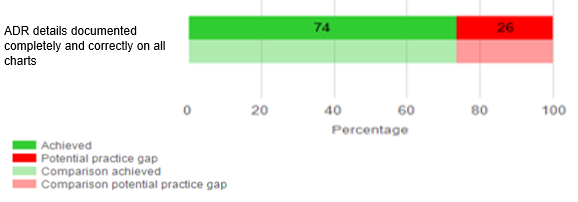 ADR details documented
completely and correctly on all
charts
74 26
0 20 40 60 80 100
Percentage
Achieved
Potential practice gap
Comparison achieved
Comparison potential practice gap